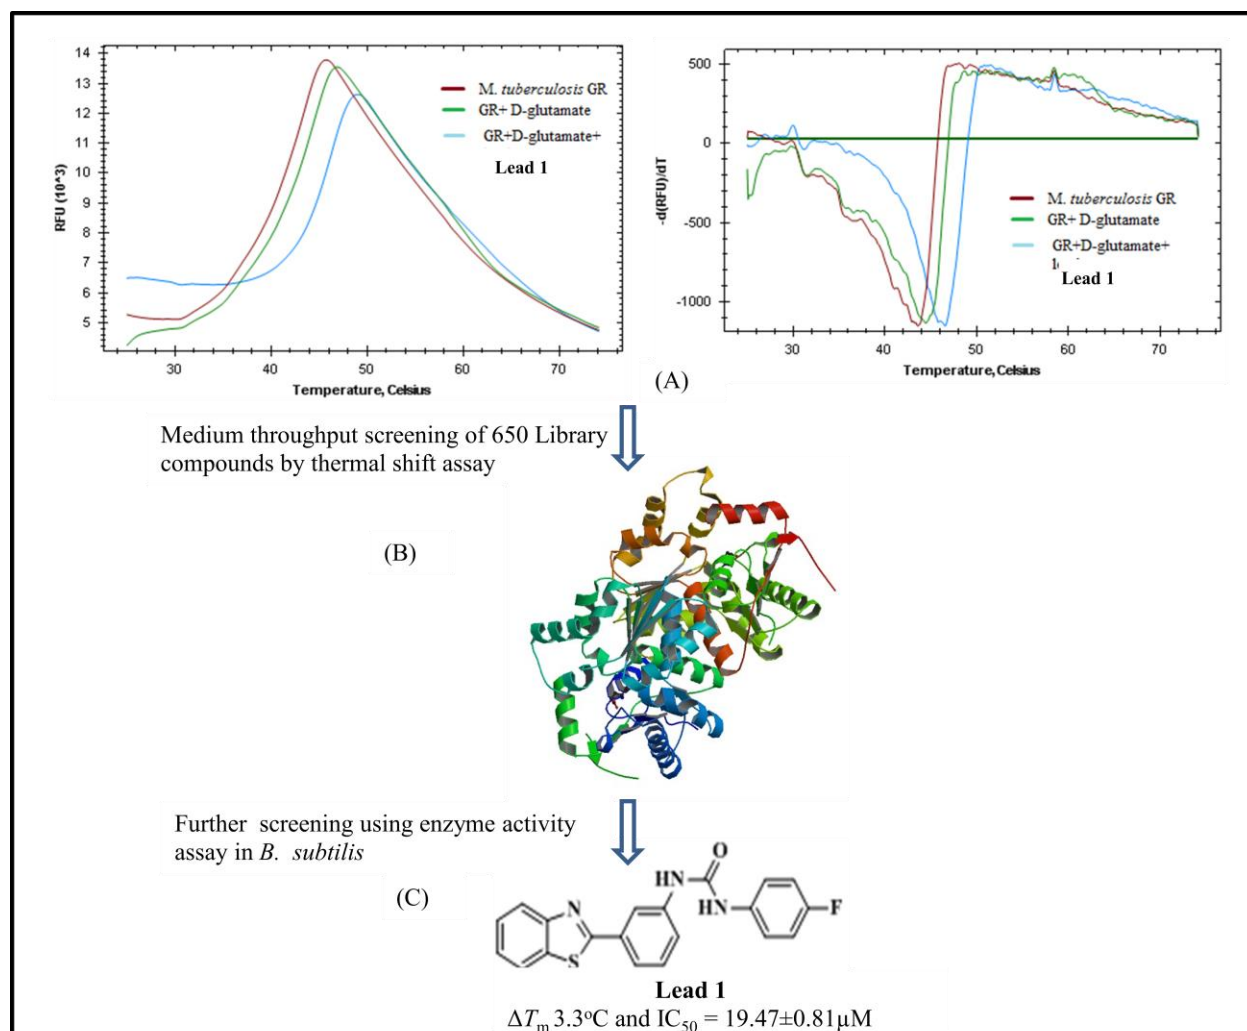 14
13
12
11
10
9
8
7
6
5
RFU (10^3)
30
40
50
60
70
Temperature, Celsius
M. tuberculosis GR
GR+ D-glutamate
GR+D-glutamate+
Lead 1
500
0
-500
-1000
-d(RFU)/dT
30
40
50
60
70
Temperature, Celsius
M. tuberculosis GR
GR+ D-glutamate
GR+D-glutamate+
Lead 1
(A)
Medium throughput screening of 650 Library
compounds by thermal shift assay
(B)
Further screening using enzyme activity
assay in B. subtilis
(C)
O
HN
HN
F
N
S
Lead 1
ΔTm 3.3oC and IC50 = 19.47±0.81µM